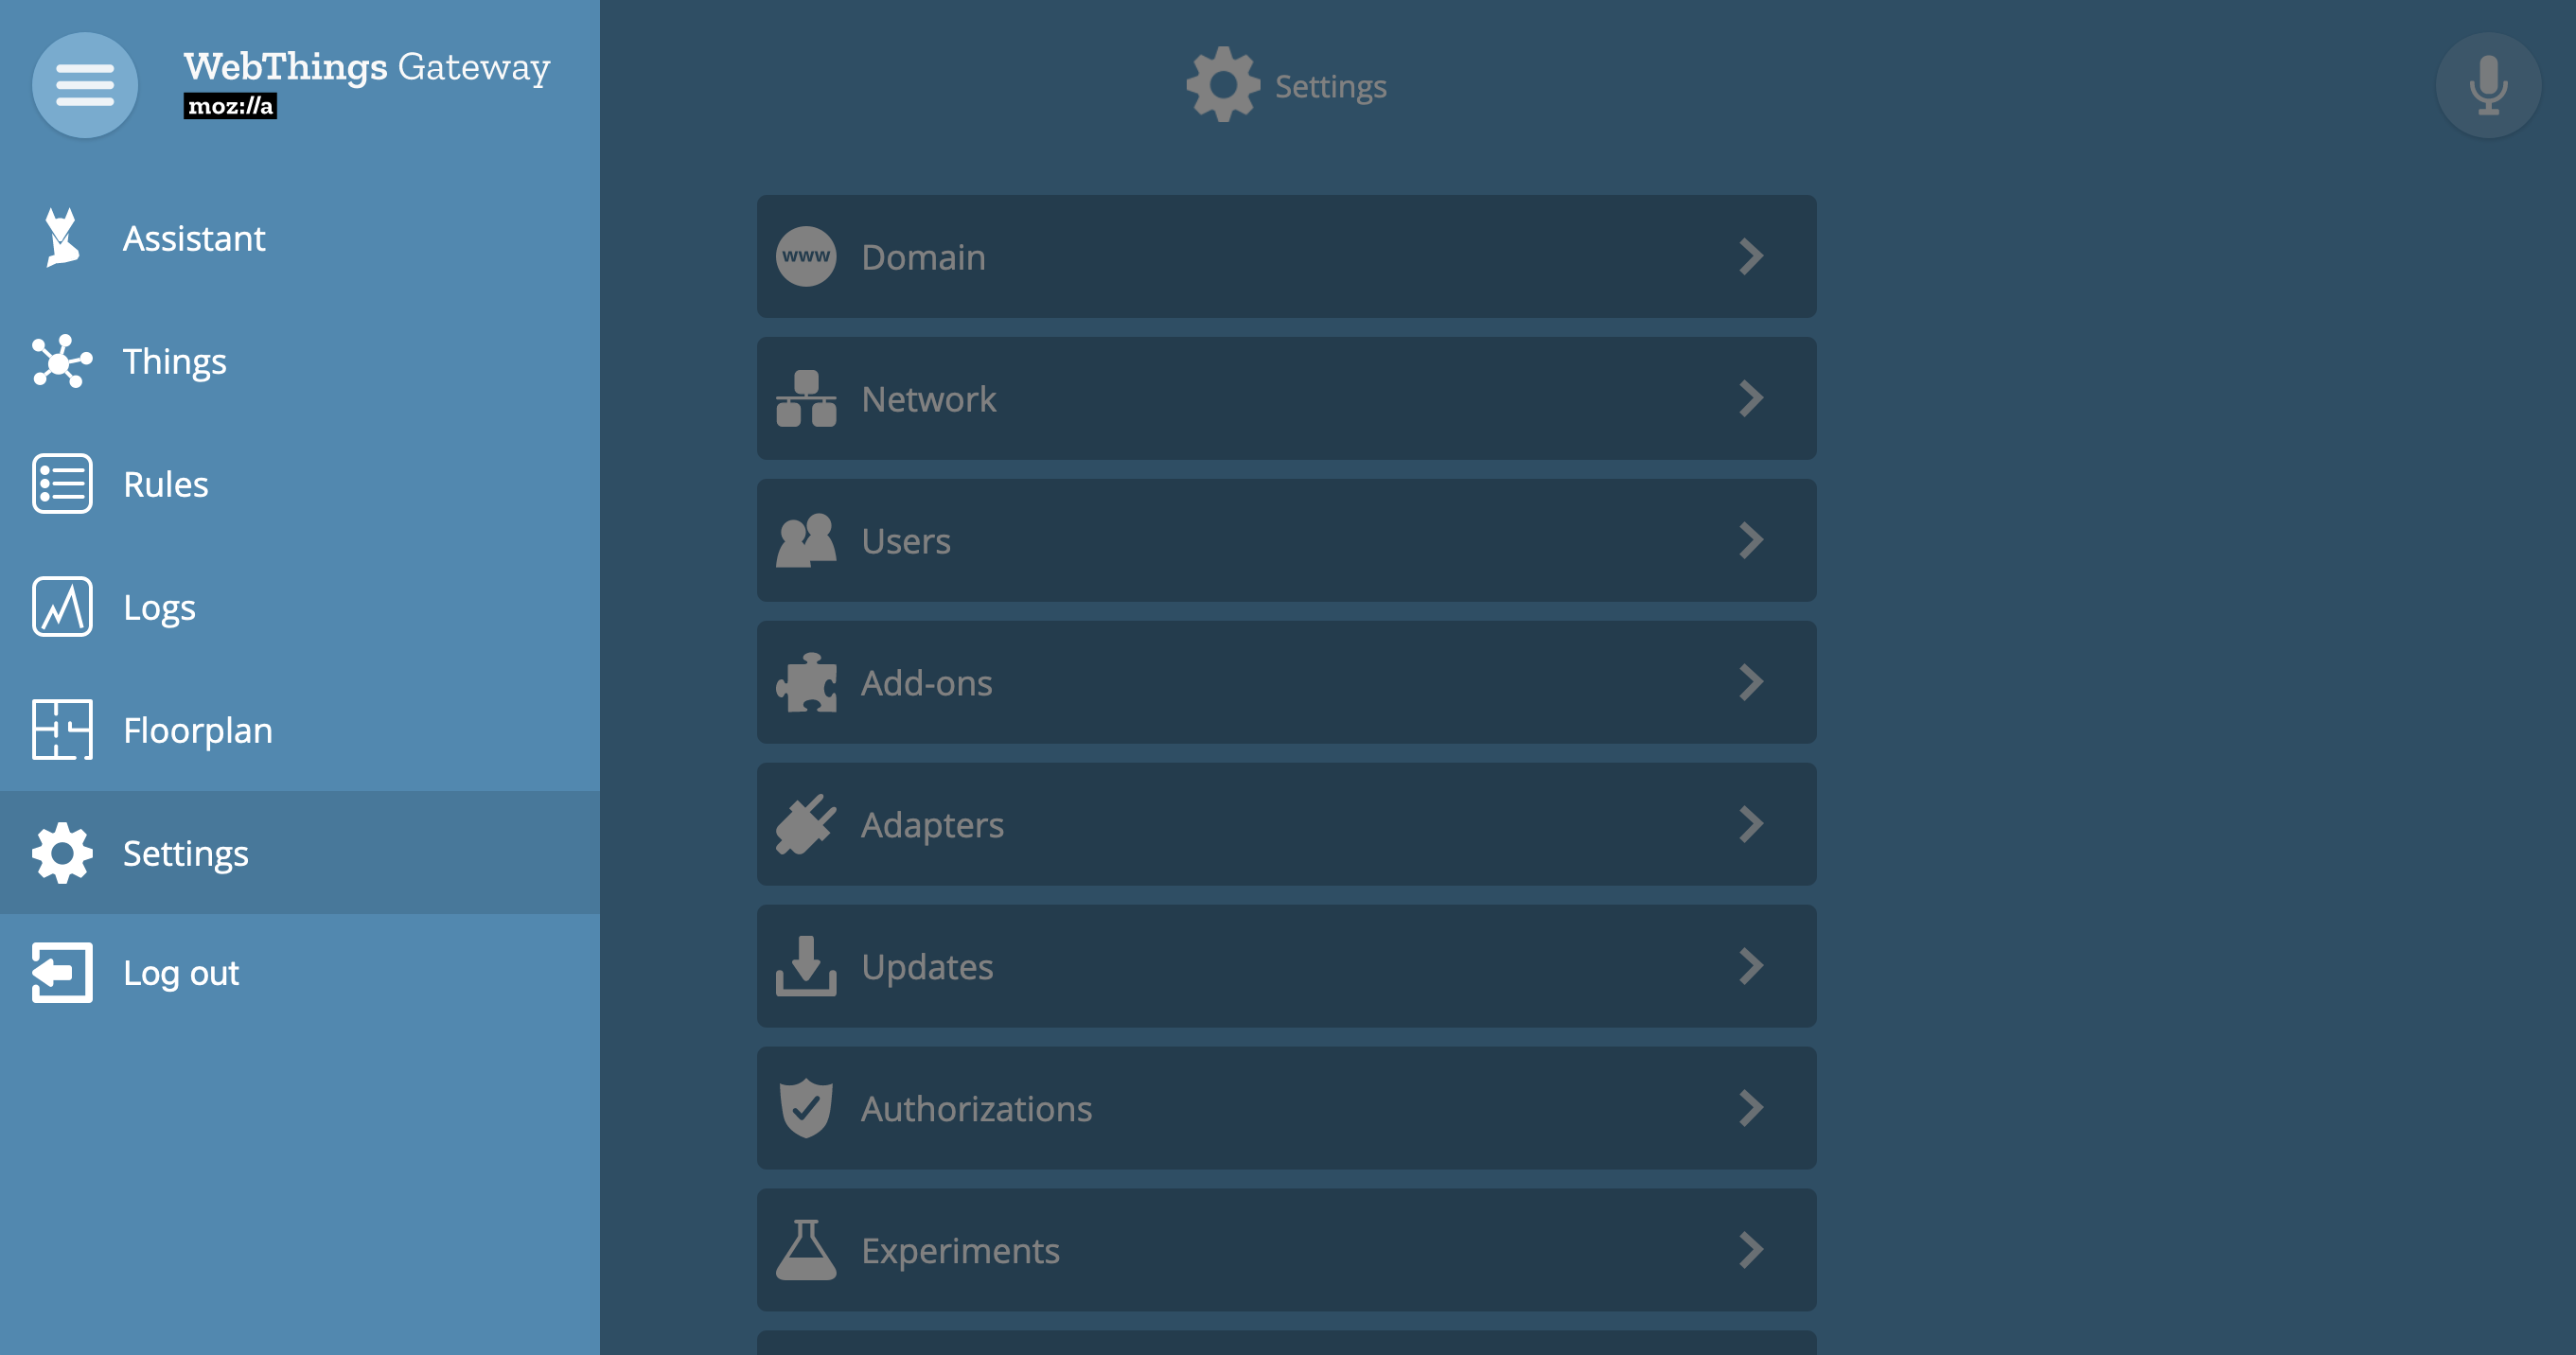 WebThings Gateway
moz://a
Assistant
Things
Rules
Logs
Floorplan
Settings
Log out
Settings
www
Domain
Network
Users
Add-ons
Adapters
Updates
Authorizations
Experiments